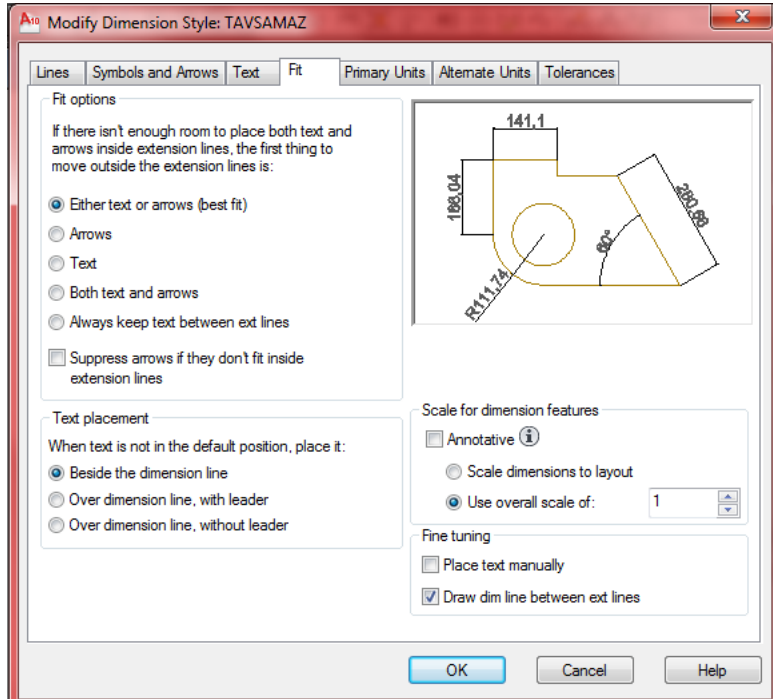 A10 Modify Dimension Style: TAVSAMAZ
Lines Symbols and Arrows Text Fit Primary Units Alternate Units Tolerances
Fit options
If there isn't enough room to place both text and
arrows inside extension lines, the first thing to
move outside the extension lines is:
Either text or arrows (best fit)
Arrows
Text
Both text and arrows
Always keep text between ext lines
Suppress arrows if they don't fit inside
extension lines
Text placement
When text is not in the default position, place it:
Beside the dimension line
Over dimension line, with leader
Over dimension line, without leader
141,1
166,04
280,68
60°
R111,74
Scale for dimension features
Annotative
Scale dimensions to layout
Use overall scale of: 1
Fine tuning
Place text manually
Draw dim line between ext lines
OK Cancel Help